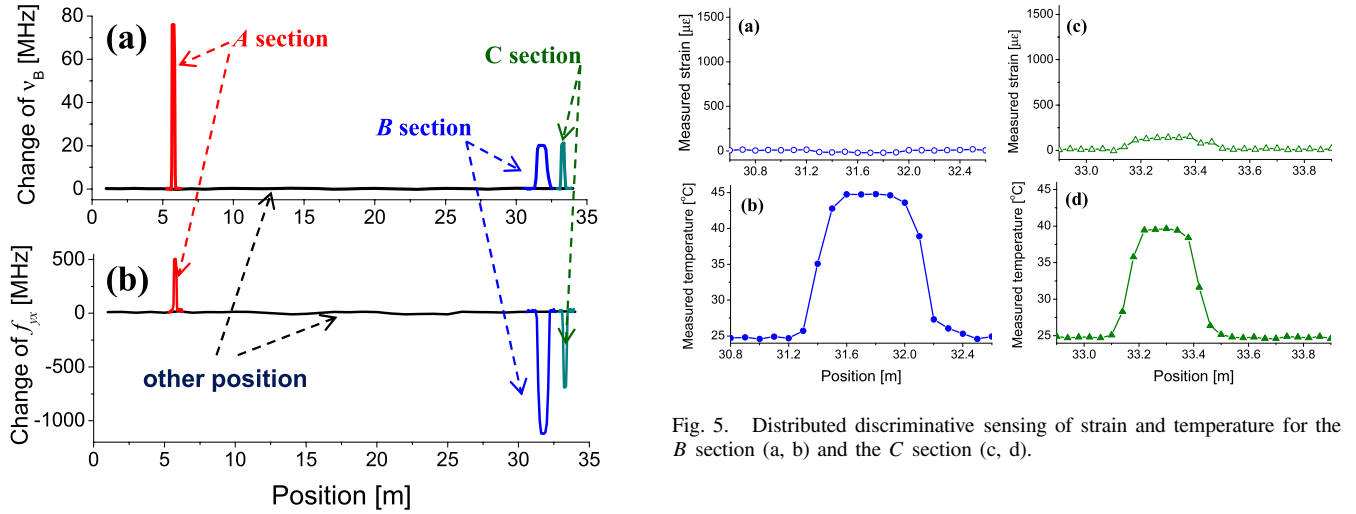 (a)
A section
C section
B section
Change of ν_B [MHz]
80
60
40
20
0
0 5 10 15 20 25 30 35
(b)
Change of f_yx [MHz]
500
0
-500
-1000
other position
0 5 10 15 20 25 30 35
Position [m]
(a)
Measured strain [με]
1500
1000
500
0
30.8 31.2 31.6 32.0 32.4
(b)
Measured temperature [°C]
45
40
35
30
25
30.8 31.2 31.6 32.0 32.4
Position [m]
(c)
Measured strain [με]
1500
1000
500
0
33.0 33.2 33.4 33.6 33.8
(d)
Measured temperature [°C]
45
40
35
30
25
33.0 33.2 33.4 33.6 33.8
Position [m]
Fig. 5. Distributed discriminative sensing of strain and temperature for the
B section (a, b) and the C section (c, d).